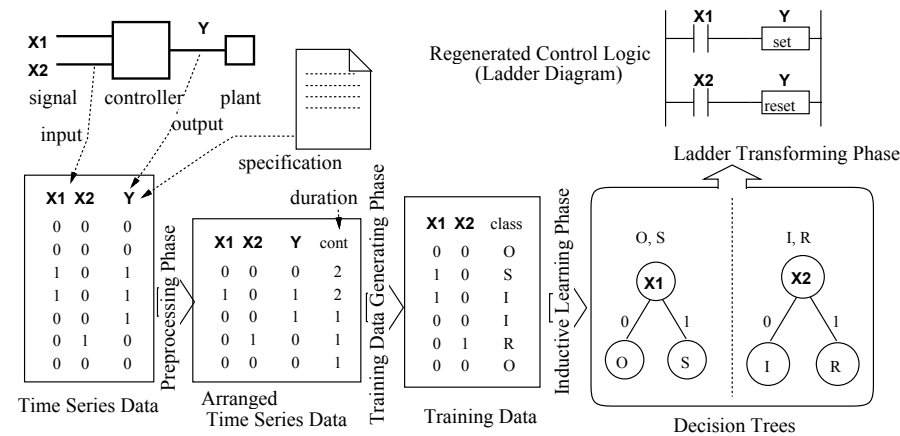 X1
X2
Y
signal controller plant
input
output
specification
Regenerated Control Logic
(Ladder Diagram)
X1 Y
set
X2 Y
reset
Ladder Transforming Phase
X1 X2 Y
0 0 0
0 0 0
1 0 1
1 0 1
0 0 1
0 1 0
0 0 0
Time Series Data
Preprocessing Phase
duration
X1 X2 Y cont
0 0 0 2
1 0 1 2
0 0 1 1
0 1 0 1
0 0 0 1
Arranged
Time Series Data
Training Data Generating Phase
X1 X2 class
0 0 O
1 0 S
1 0 I
0 0 I
0 1 R
0 0 O
Training Data
Inductive Learning Phase
O, S
X1
0 1
O S
I, R
X2
0 1
I R
Decision Trees